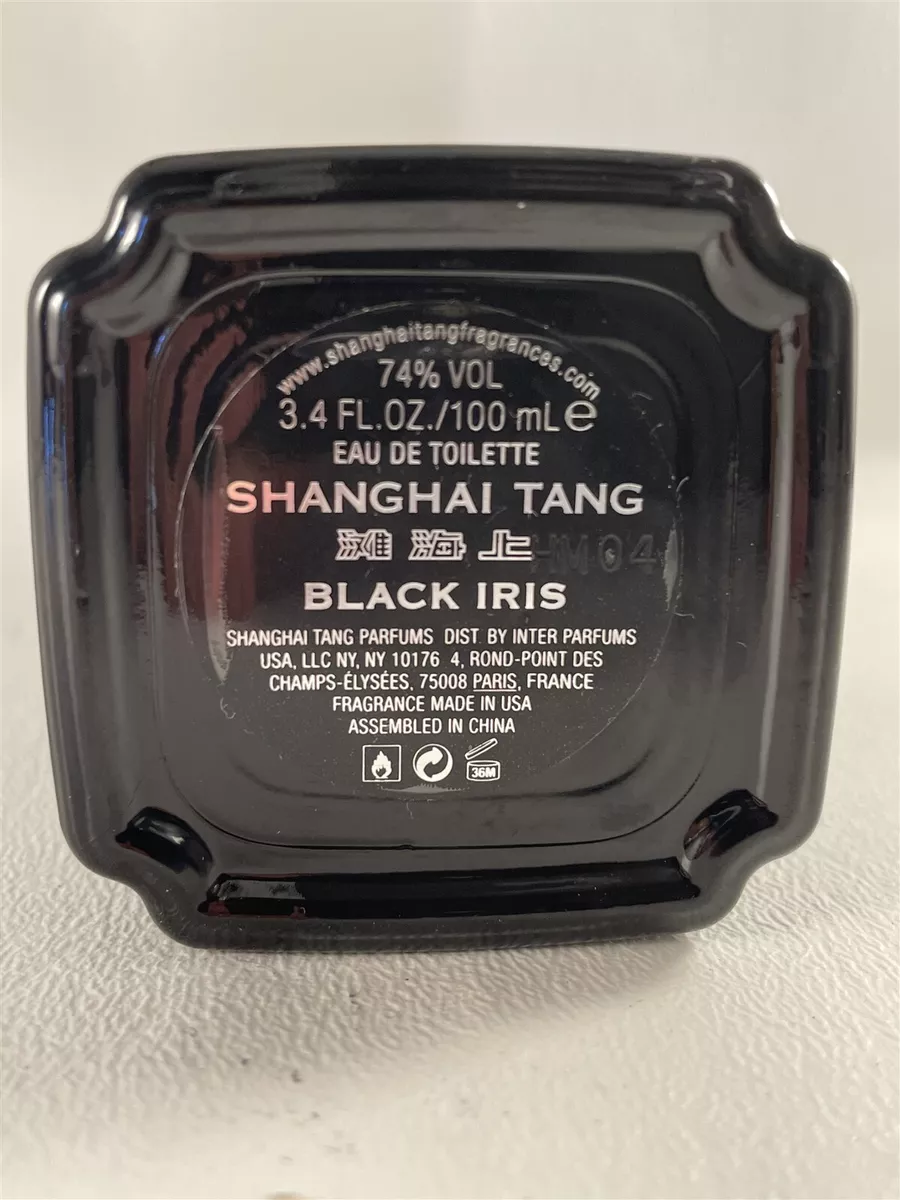 www.shanghaitangfragrances.com
74% VOL
3.4 FL.OZ./100 mL e
EAU DE TOILETTE
SHANGHAI TANG
灘海上
HM04
BLACK IRIS
SHANGHAI TANG PARFUMS DIST. BY INTER PARFUMS
USA, LLC NY, NY 10176 4, ROND-POINT DES
CHAMPS-ÉLYSÉES, 75008 PARIS, FRANCE
FRAGRANCE MADE IN USA
ASSEMBLED IN CHINA
36M